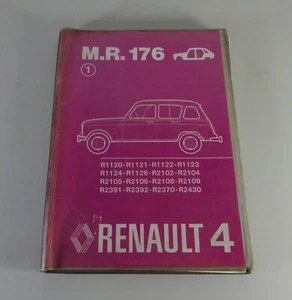 M.R. 176
1
R1120-R1121-R1122-R1123
R1124-R1126-R2102-R2104
R2105-R2106-R2108-R2109
R2391-R2392-R2370-R2430
RENAULT 4